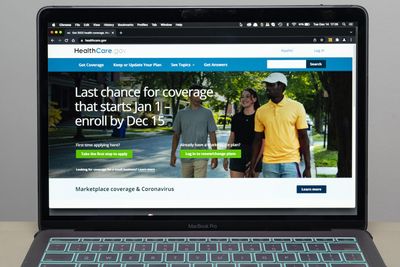 Chrome File Edit View History Bookmarks Profiles Tab Window Help
healthcare.gov
HealthCare.gov
Español Log in
Get Coverage Keep or Update Your Plan See Topics Get Answers
Search
Last chance for coverage
that starts Jan 1 –
enroll by Dec 15
First time applying here? Already have a Marketplace plan?
Take the first step to apply Log in to renew/change plans
Looking for coverage for a small business? Learn more
Marketplace coverage & Coronavirus Learn more
MacBook Pro